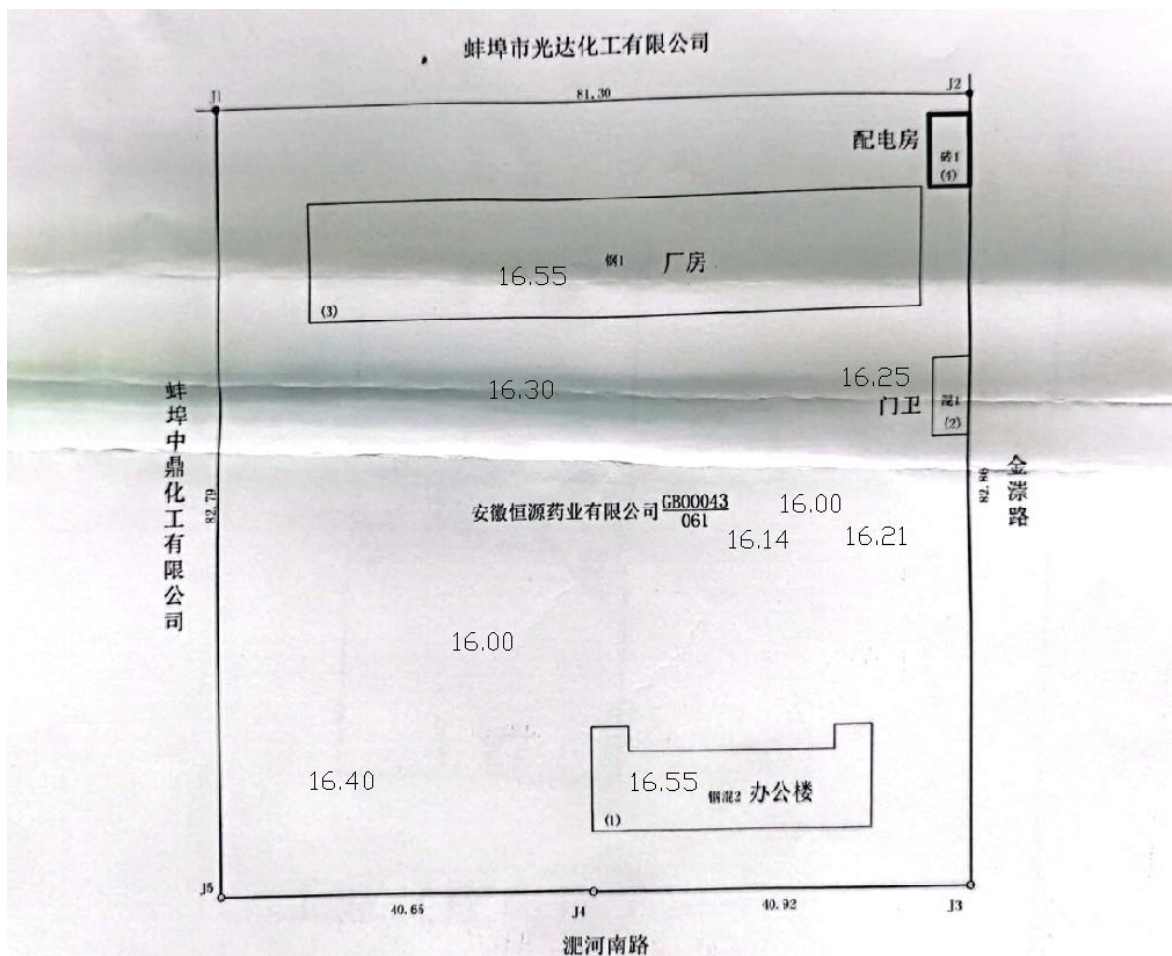 蚌埠市光达化工有限公司
J1
81.30
J2
配电房
砖1
(4)
钢1
厂房
16.55
(3)
16.30
16.25
门卫
混1
(2)
蚌埠中鼎化工有限公司
82.79
安徽恒源药业有限公司
GB00043
061
16.00
16.14
16.21
82.86
金漴路
16.00
16.40
16.55
钢混2
办公楼
(1)
J5
40.65
J4
40.92
J3
淝河南路